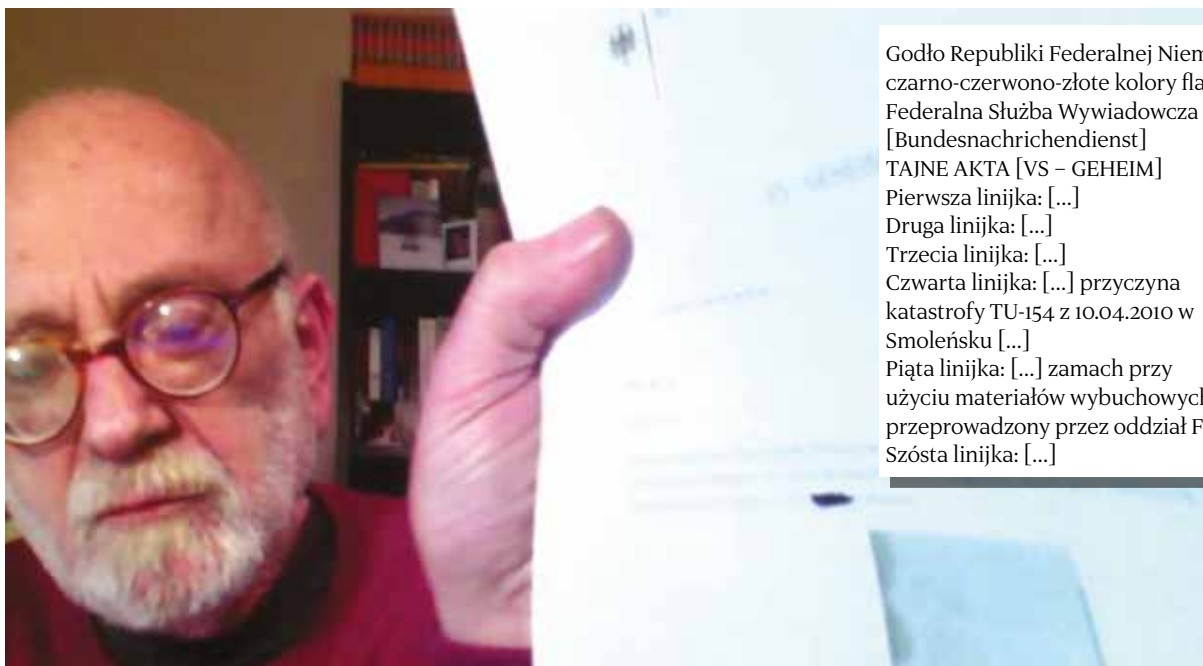 Godło Republiki Federalnej Niem
czarno-czerwono-złote kolory fla
Federalna Służba Wywiadowcza
[Bundesnachrichendienst]
TAJNE AKTA [VS – GEHEIM]
Pierwsza linijka: [...]
Druga linijka: [...]
Trzecia linijka: [...]
Czwarta linijka: [...] przyczyna
katastrofy TU-154 z 10.04.2010 w
Smoleńsku [...]
Piąta linijka: [...] zamach przy
użyciu materiałów wybuchowych
przeprowadzony przez oddział F
Szósta linijka: [...]